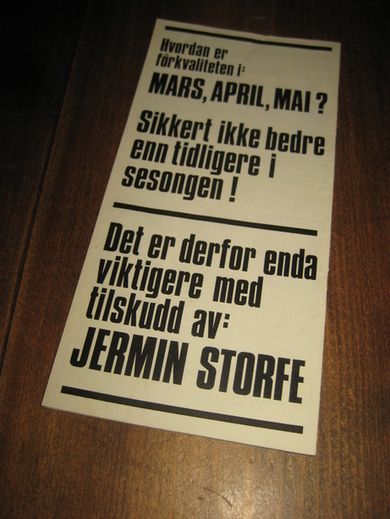 Hvordan er
fôrkvaliteten i:
MARS, APRIL, MAI ?
Sikkert ikke bedre
enn tidligere i
sesongen !
Det er derfor enda
viktigere med
tilskudd av:
JERMIN STORFE